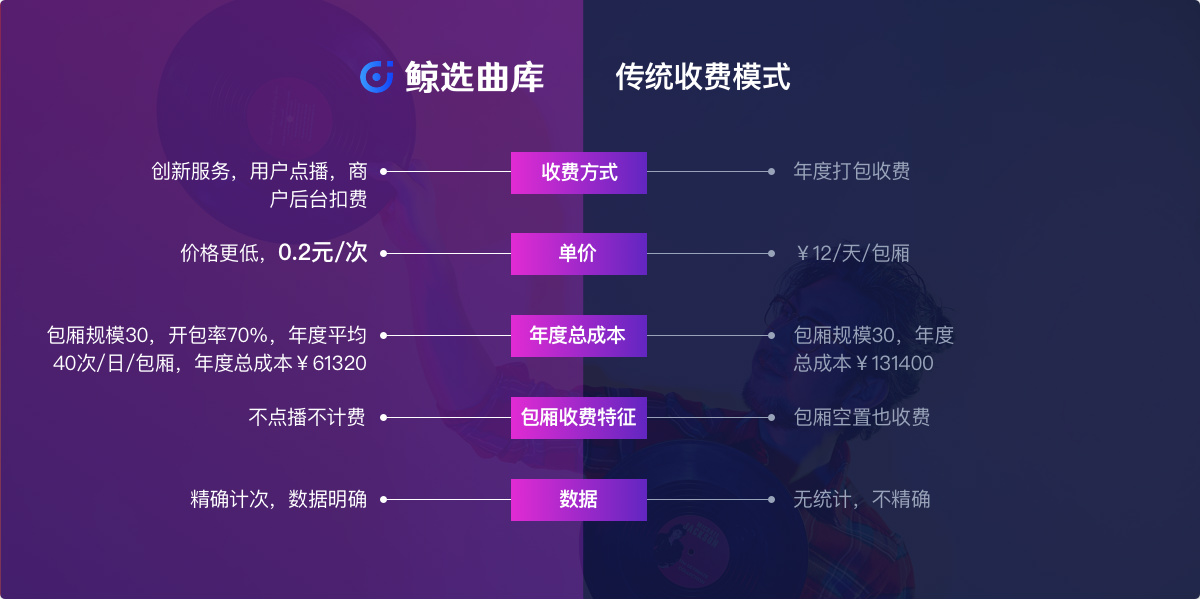 鲸选曲库
传统收费模式
创新服务，用户点播，商
户后台扣费
收费方式
年度打包收费
价格更低，0.2元/次
单价
￥12/天/包厢
包厢规模30，开包率70%，年度平均
40次/日/包厢，年度总成本￥61320
年度总成本
包厢规模30，年度
总成本￥131400
不点播不计费
包厢收费特征
包厢空置也收费
精确计次，数据明确
数据
无统计，不精确